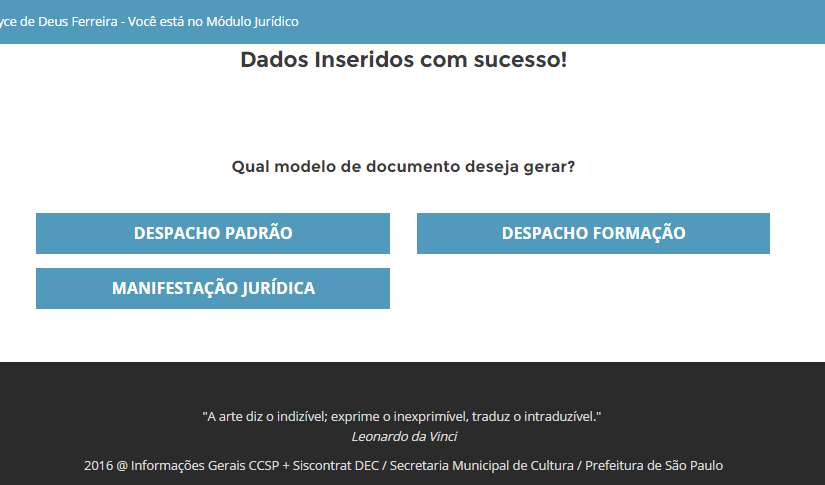 de Deus Ferreira - Você está no Módulo Jurídico
Dados Inseridos com sucesso!
Qual modelo de documento deseja gerar?
DESPACHO PADRÃO
DESPACHO FORMAÇÃO
MANIFESTAÇÃO JURÍDICA
"A arte diz o indizível; exprime o inexprimível, traduz o intraduzível."
Leonardo da Vinci
2016 @ Informações Gerais CCSP + Siscontrat DEC / Secretaria Municipal de Cultura / Prefeitura de São Paulo